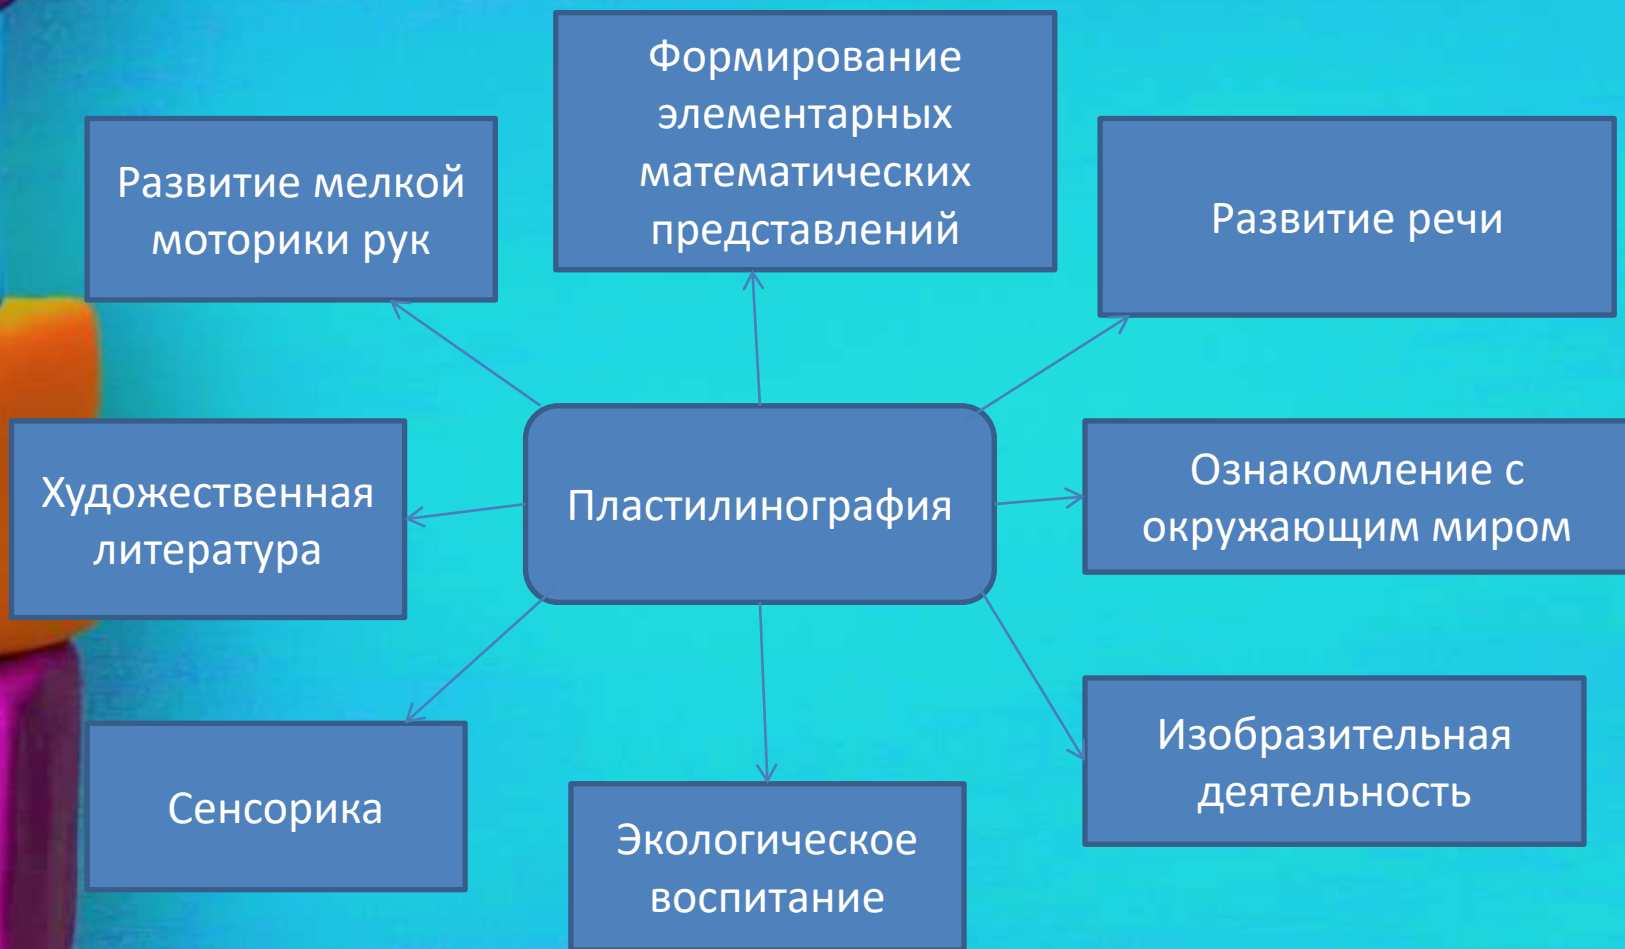 Формирование
элементарных
математических
представлений
Развитие мелкой
моторики рук
Развитие речи
Художественная
литература
Пластилинография
Ознакомление с
окружающим миром
Сенсорика
Экологическое
воспитание
Изобразительная
деятельность